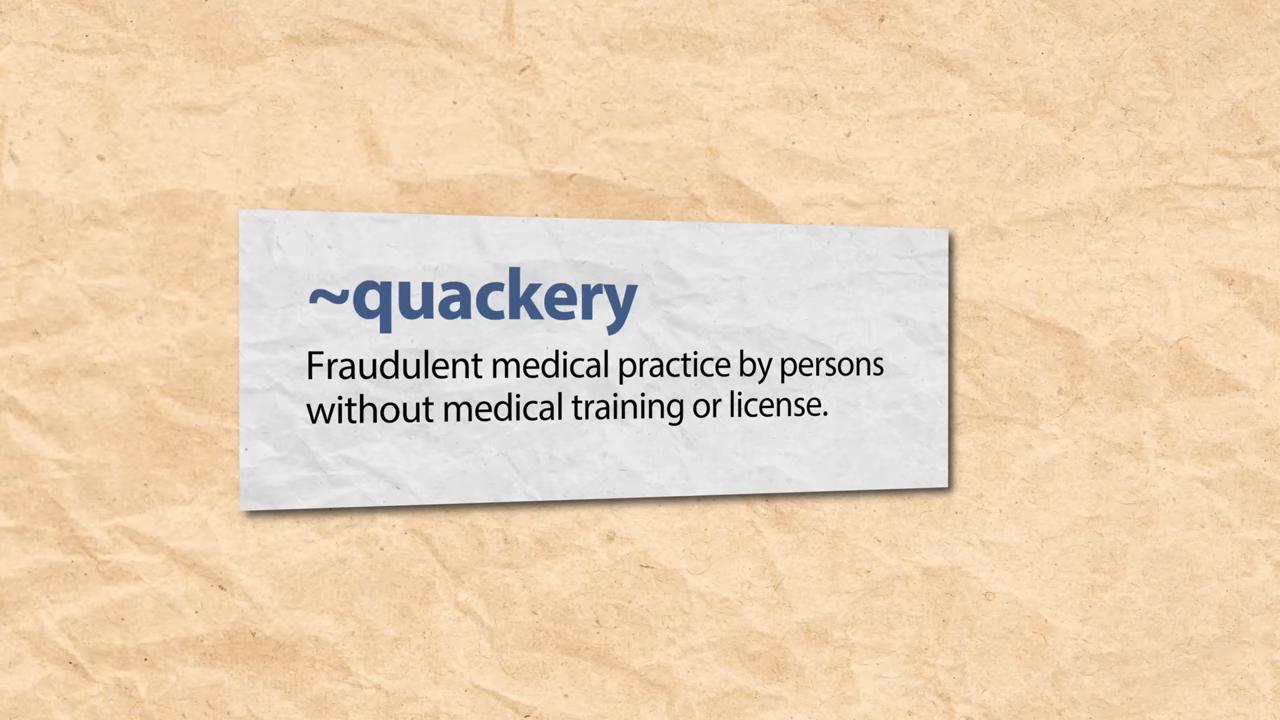 ~quackery
Fraudulent medical practice by persons
without medical training or license.